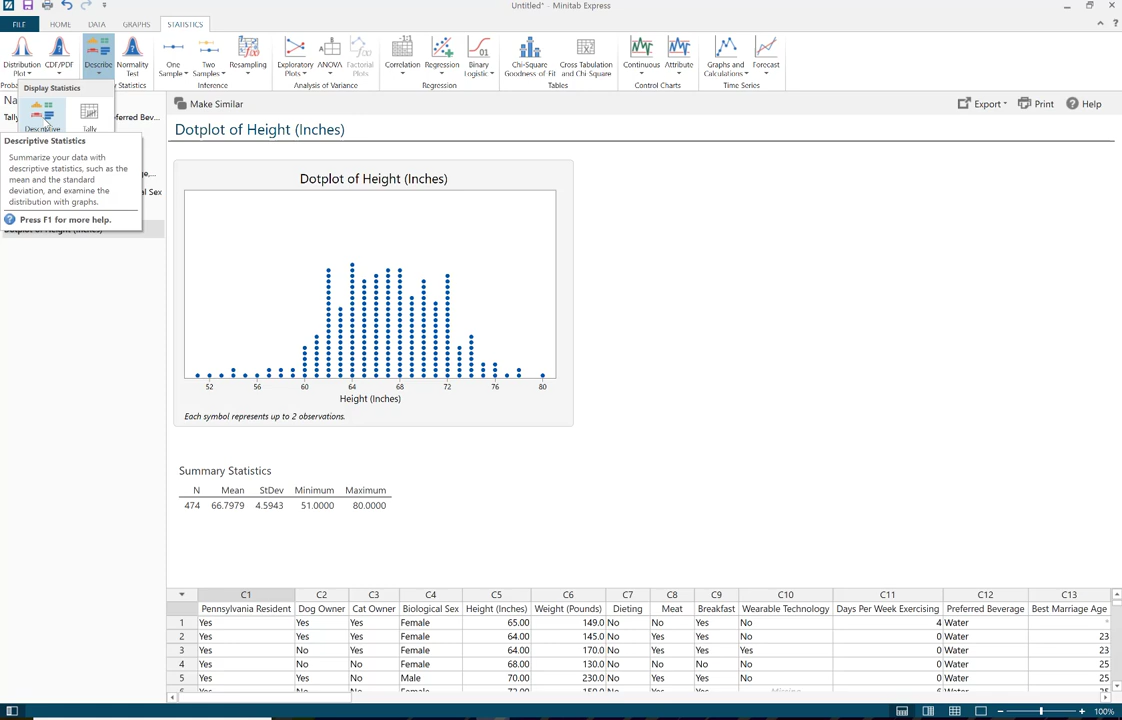 Untitled* - Minitab Express
FILE HOME DATA GRAPHS STATISTICS
Distribution Plot CDF/PDF Describe Normality Test One Sample Two Samples Resampling Exploratory Plots ANOVA Factorial Plots Correlation Regression Binary Logistic Chi-Square Goodness of Fit Cross Tabulation and Chi Square Continuous Attribute Graphs and Calculations Forecast
Statistics Inference Analysis of Variance Regression Tables Control Charts Time Series
Display Statistics
Descriptive Tally
Descriptive Statistics
Summarize your data with
descriptive statistics, such as the
mean and the standard
deviation, and examine the
distribution with graphs.
Press F1 for more help.
Make Similar Export Print Help
Dotplot of Height (Inches)
Dotplot of Height (Inches)
52 56 60 64 68 72 76 80
Height (Inches)
Each symbol represents up to 2 observations.
Summary Statistics
N Mean StDev Minimum Maximum
474 66.7979 4.5943 51.0000 80.0000
C1 C2 C3 C4 C5 C6 C7 C8 C9 C10 C11 C12 C13
Pennsylvania Resident Dog Owner Cat Owner Biological Sex Height (Inches) Weight (Pounds) Dieting Meat Breakfast Wearable Technology Days Per Week Exercising Preferred Beverage Best Marriage Age
1 Yes Yes Yes Female 65.00 149.0 No No Yes No 4 Water *
2 Yes Yes Yes Female 64.00 145.0 No Yes Yes No 0 Water 23
3 Yes No Yes Female 64.00 170.0 No Yes Yes Yes 0 Water 23
4 Yes No No Female 68.00 130.0 No No No No 0 Water 25
5 Yes Yes No Male 70.00 230.0 No Yes Yes No 0 Water 25
100%